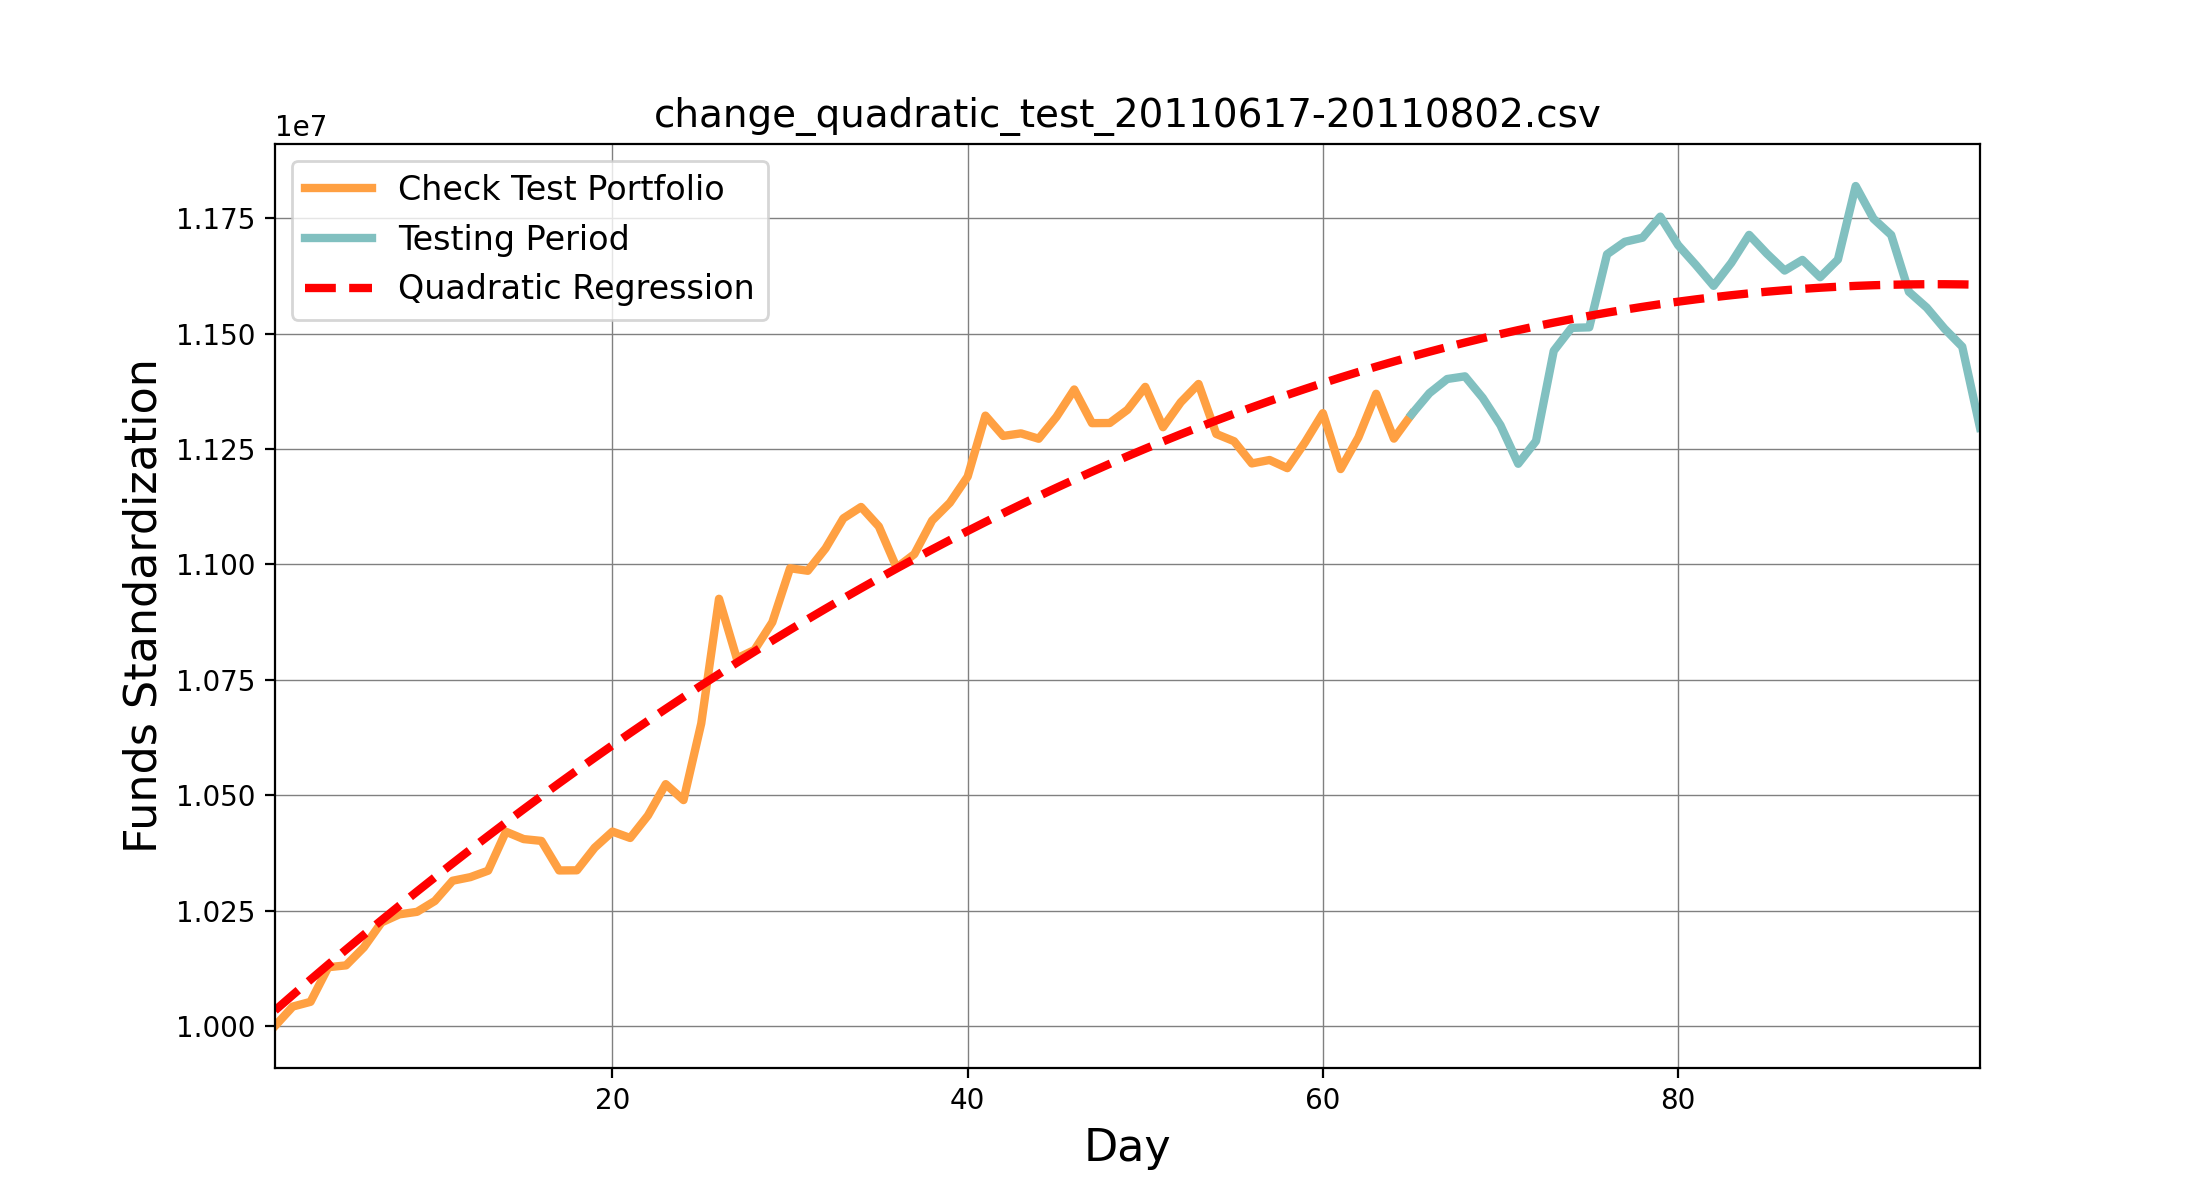 change_quadratic_test_20110617-20110802.csv
1e7
Check Test Portfolio
Testing Period
Quadratic Regression
1.175
1.150
1.125
1.100
1.075
1.050
1.025
1.000
Funds Standardization
20 40 60 80
Day